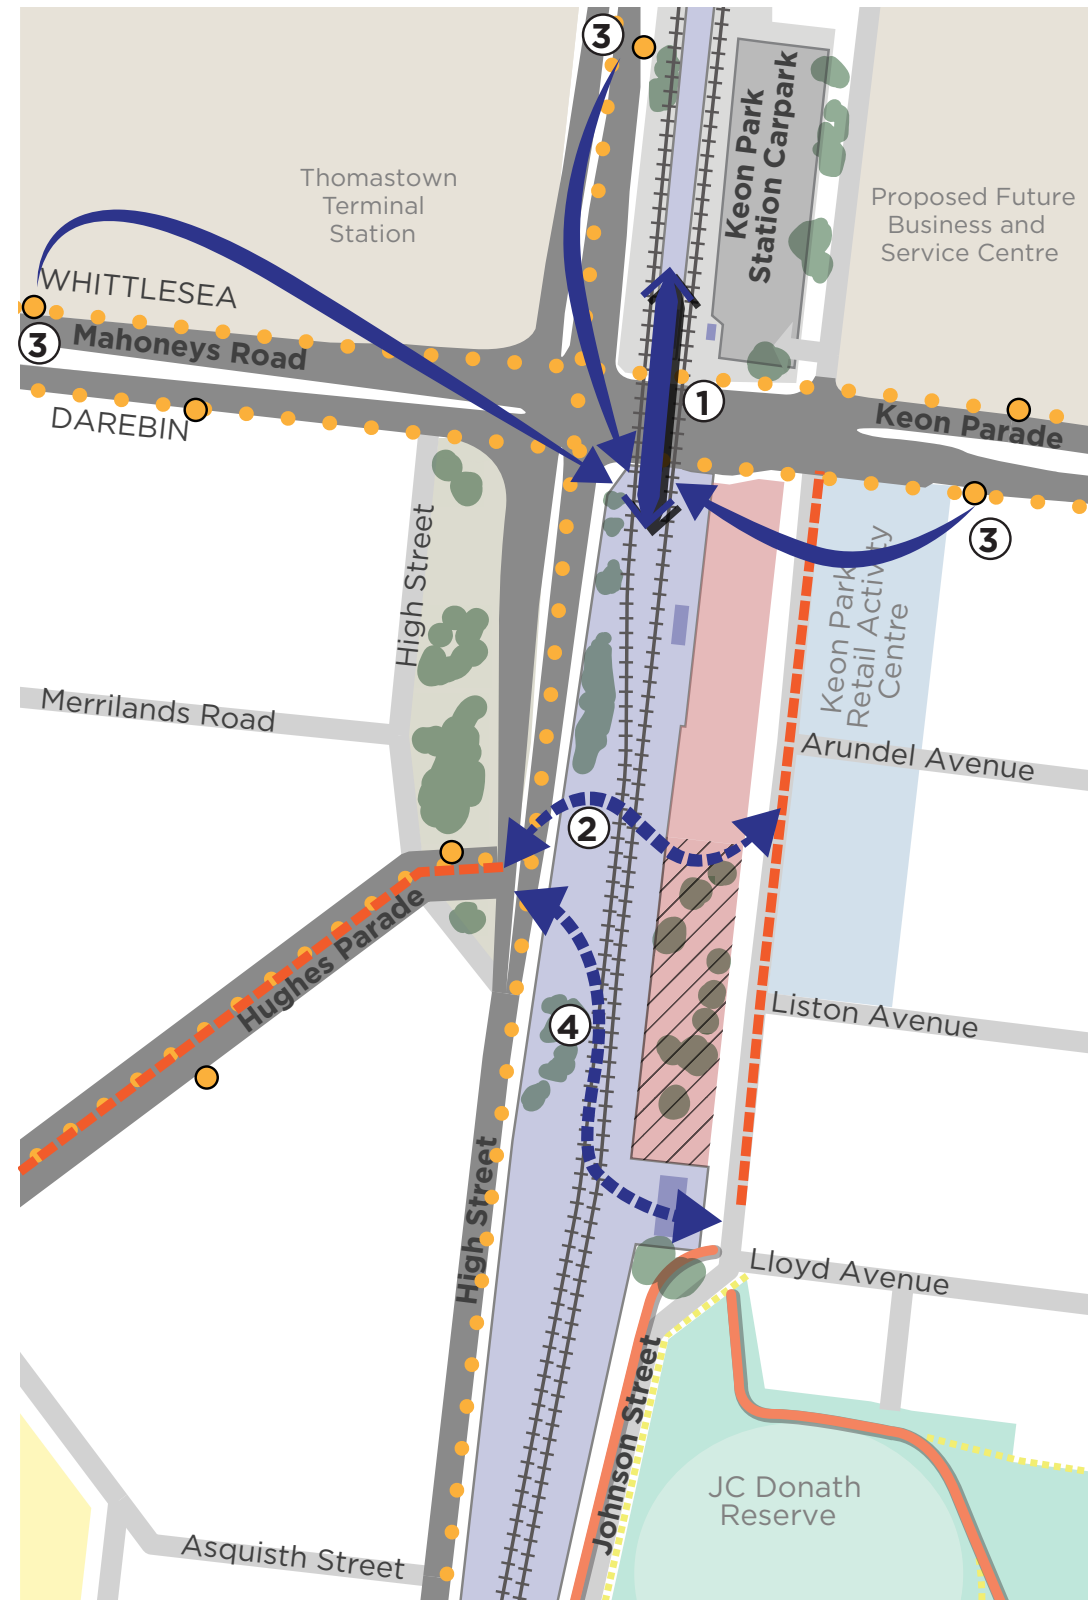 3
Keon Park
Station Carpark
Thomastown
Terminal
Station
Proposed Future
Business and
Service Centre
WHITTLESEA
3
Mahoneys Road
1
Keon Parade
DAREBIN
3
High Street
Keon Park
Retail Activity
Centre
Merrilands Road
Arundel Avenue
2
Hughes Parade
4
Liston Avenue
High Street
Lloyd Avenue
Johnson Street
JC Donath
Reserve
Asquisth Street